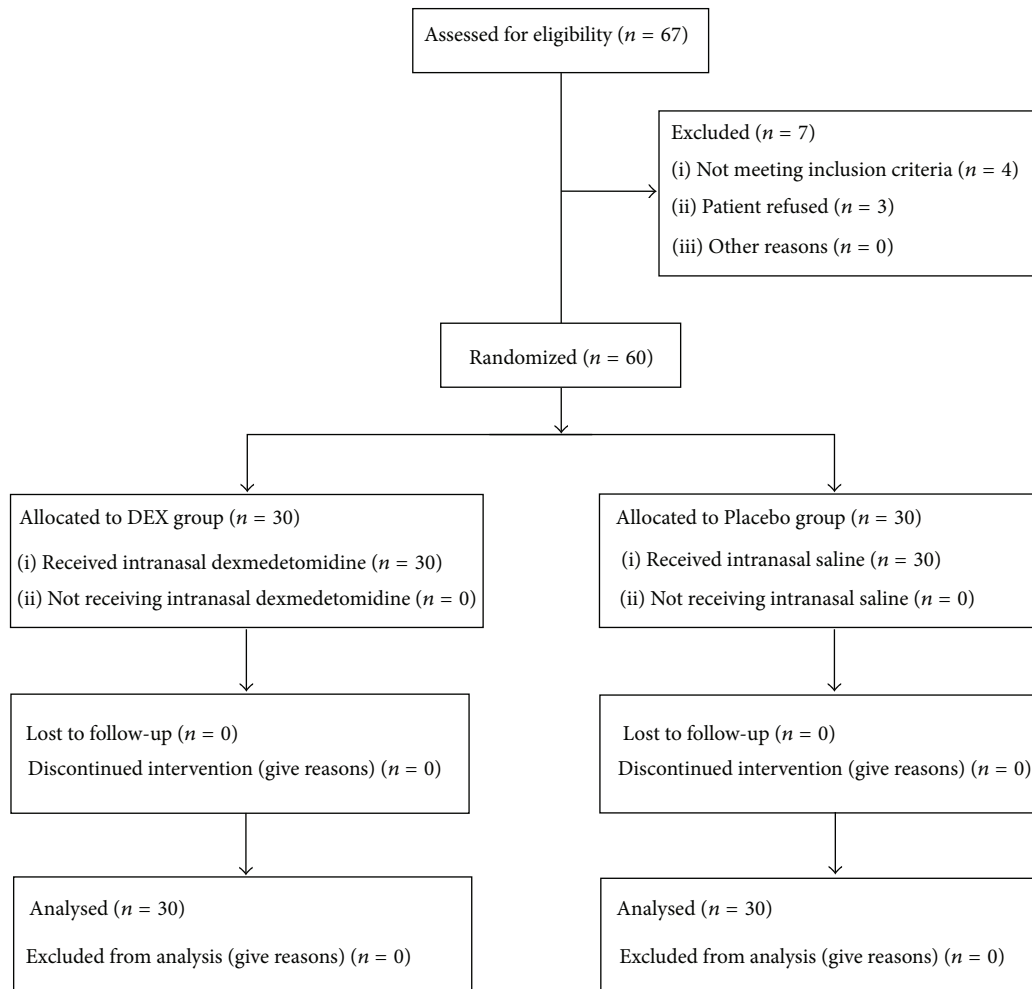 Assessed for eligibility (n = 67)
Excluded (n = 7)
(i) Not meeting inclusion criteria (n = 4)
(ii) Patient refused (n = 3)
(iii) Other reasons (n = 0)
Randomized (n = 60)
Allocated to DEX group (n = 30)
(i) Received intranasal dexmedetomidine (n = 30)
(ii) Not receiving intranasal dexmedetomidine (n = 0)
Allocated to Placebo group (n = 30)
(i) Received intranasal saline (n = 30)
(ii) Not receiving intranasal saline (n = 0)
Lost to follow-up (n = 0)
Discontinued intervention (give reasons) (n = 0)
Lost to follow-up (n = 0)
Discontinued intervention (give reasons) (n = 0)
Analysed (n = 30)
Excluded from analysis (give reasons) (n = 0)
Analysed (n = 30)
Excluded from analysis (give reasons) (n = 0)